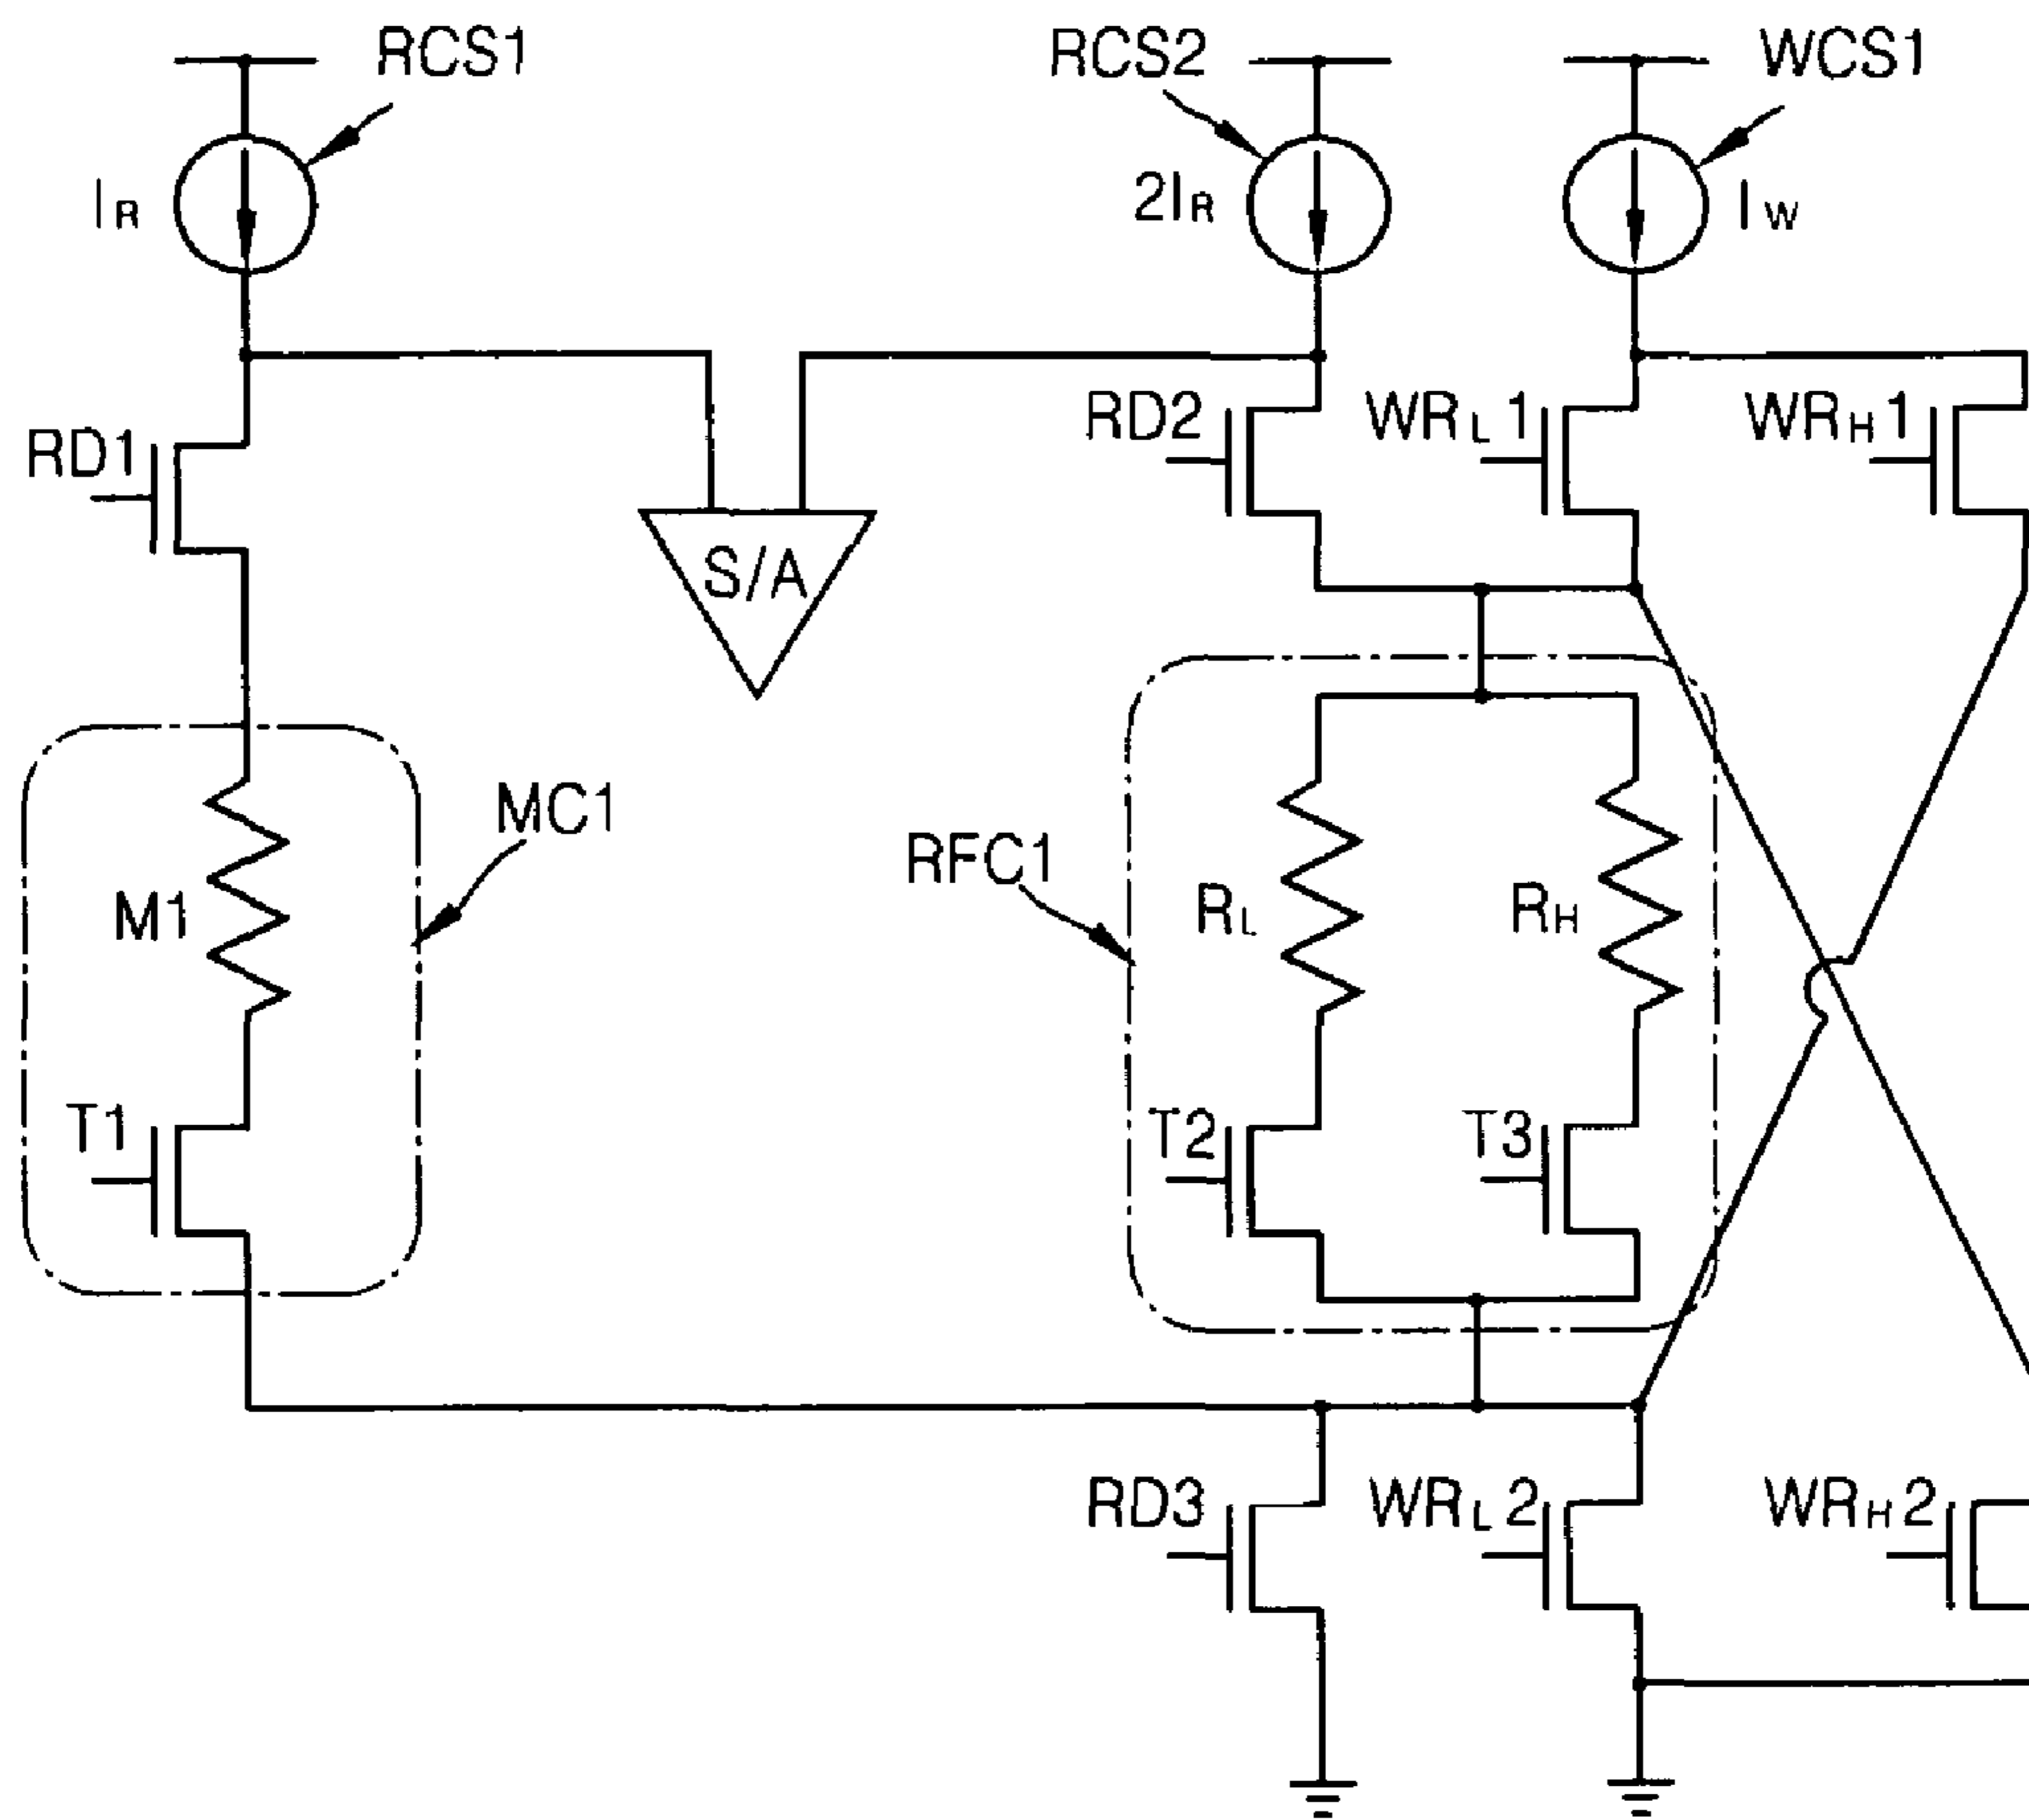 RCS1
RCS2
WCS1
IR
2IR
IW
RD1
RD2
WRL1
WRH1
S/A
MC1
M1
RFC1
RL
RH
T1
T2
T3
RD3
WRL2
WRH2